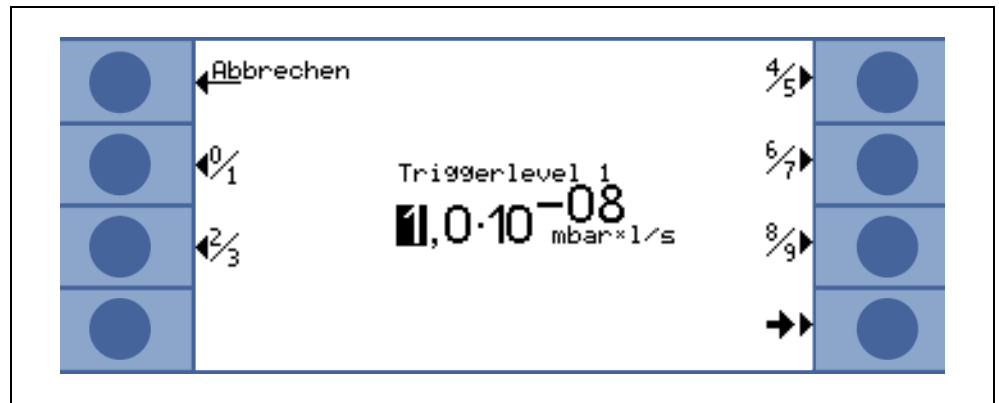 Abbrechen
4/5
0/1
6/7
Triggerlevel 1
1,0·10⁻⁰⁸
mbar*l/s
2/3
8/9